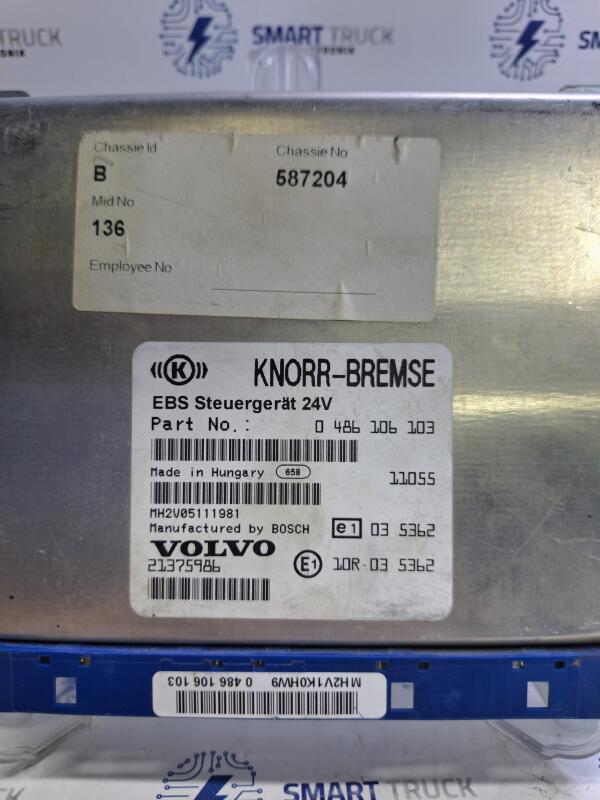 SMART TRUCK
SMART TRUCK
Chassie Id Chassie No
B 587204
Mid No
136
Employee No
K KNORR-BREMSE
EBS Steuergerät 24V
Part No.: 0 486 106 103
Made in Hungary 658 11055
MH2V05111981
Manufactured by BOSCH e1 03 5362
VOLVO
21375986 E1 10R-03 5362
MH2V1K0HW9
0 486 106 103
SMART TRUCK